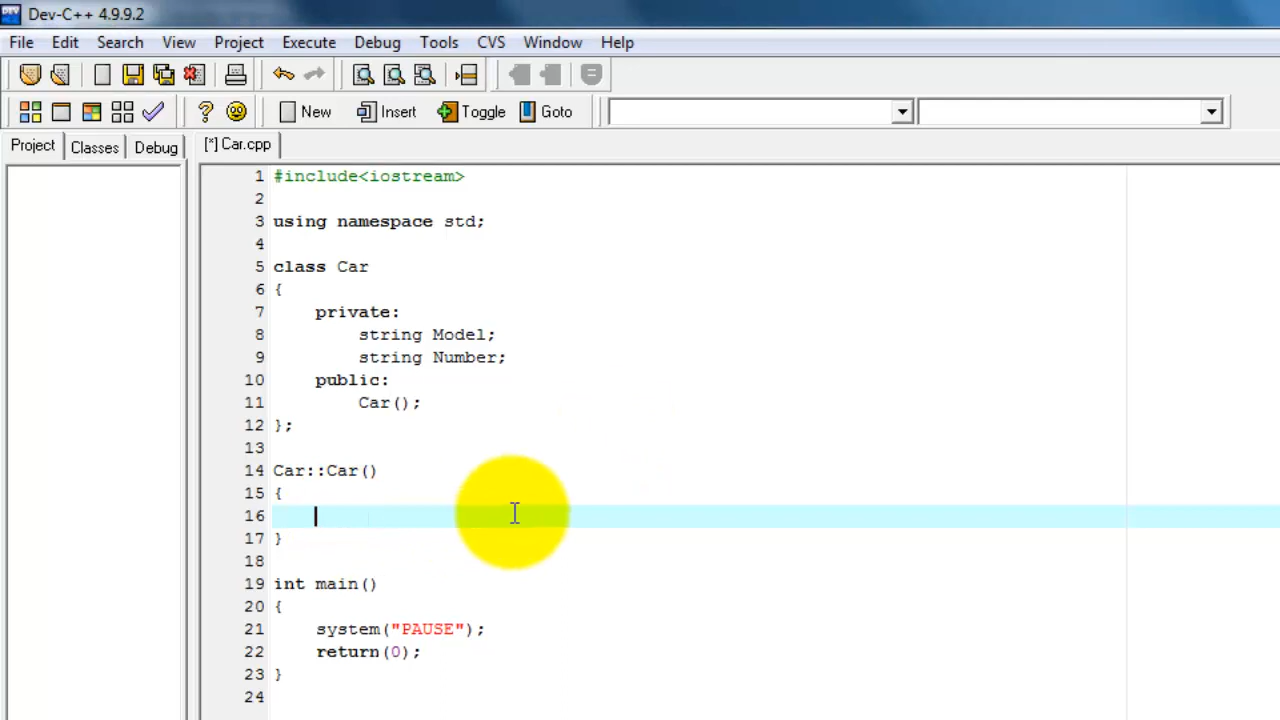 Dev-C++ 4.9.9.2
File Edit Search View Project Execute Debug Tools CVS Window Help
New Insert Toggle Goto
Project Classes Debug [*] Car.cpp
1 #include<iostream>
2
3 using namespace std;
4
5 class Car
6 {
7 private:
8 string Model;
9 string Number;
10 public:
11 Car();
12 };
13
14 Car::Car()
15 {
16
17 }
18
19 int main()
20 {
21 system("PAUSE");
22 return(0);
23 }
24